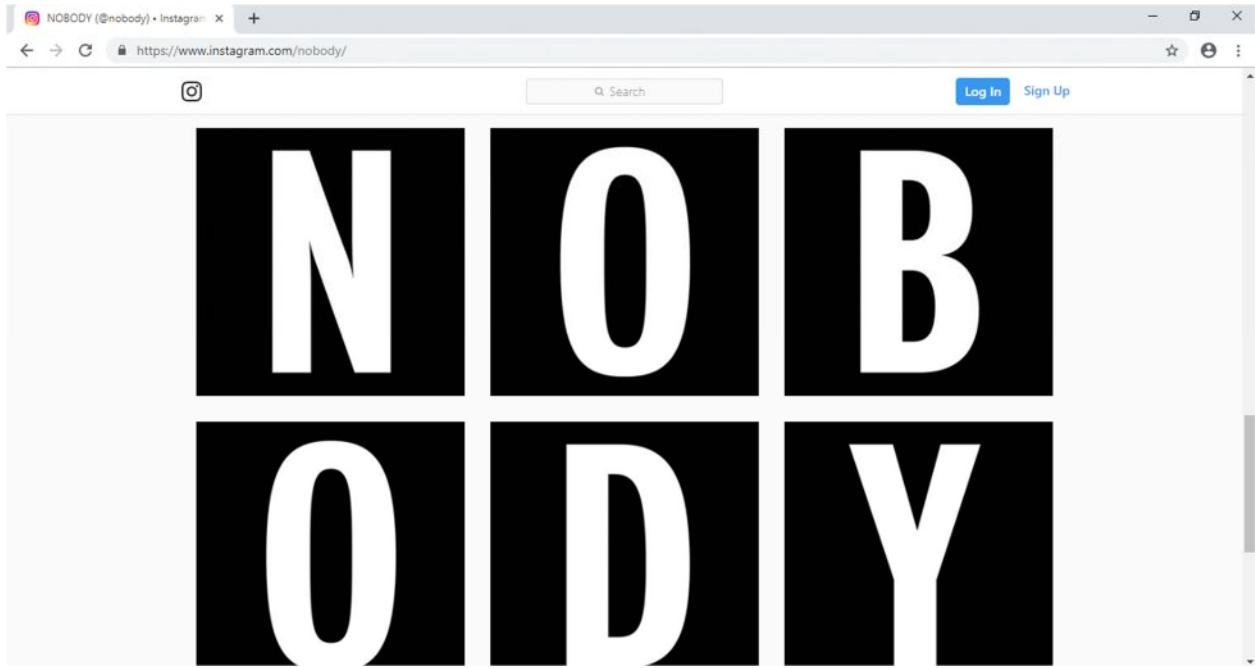 NOBODY (@nobody) • Instagram
https://www.instagram.com/nobody/
Search
Log In
Sign Up
N O B
O D Y